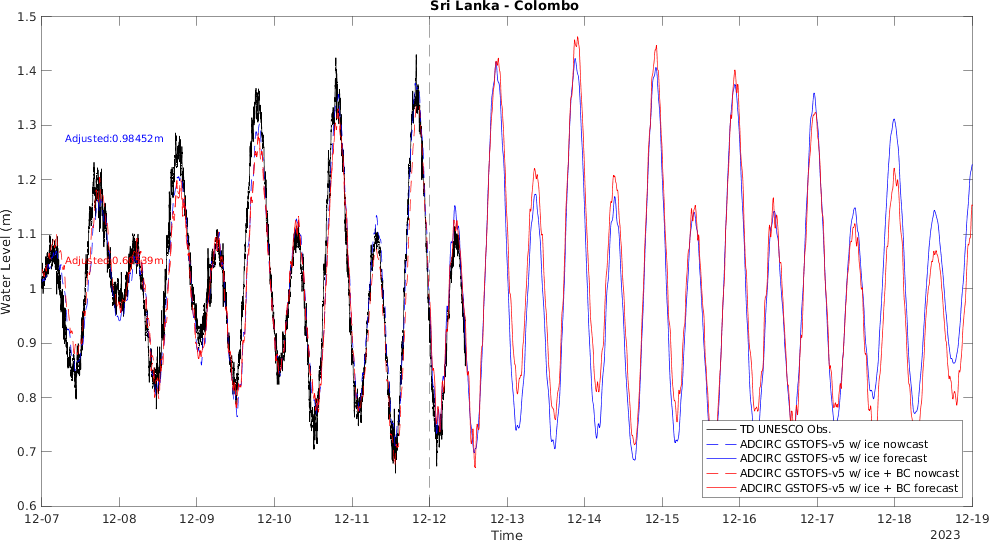 Sri Lanka - Colombo
1.5
1.4
1.3
1.2
1.1
1
0.9
0.8
0.7
0.6
Water Level (m)
Adjusted:0.98452m
12-07 12-08 12-09 12-10 12-11 12-12 12-13 12-14 12-15 12-16 12-17 12-18 12-19
Time
2023
TD UNESCO Obs.
ADCIRC GSTOFS-v5 w/ ice nowcast
ADCIRC GSTOFS-v5 w/ ice forecast
ADCIRC GSTOFS-v5 w/ ice + BC nowcast
ADCIRC GSTOFS-v5 w/ ice + BC forecast